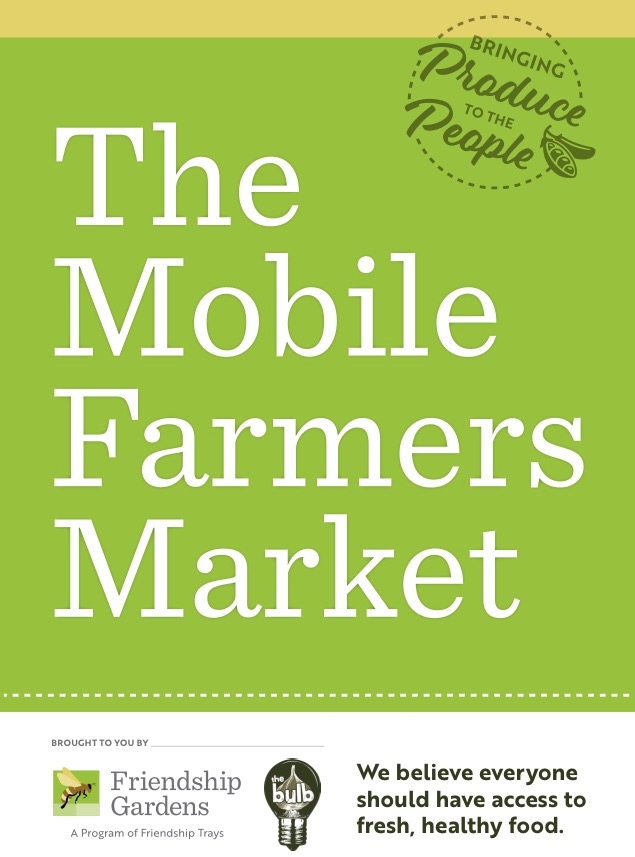 BRINGING
Produce
TO THE
People
The
Mobile
Farmers
Market
BROUGHT TO YOU BY
Friendship
Gardens
A Program of Friendship Trays
the
bulb
We believe everyone
should have access to
fresh, healthy food.